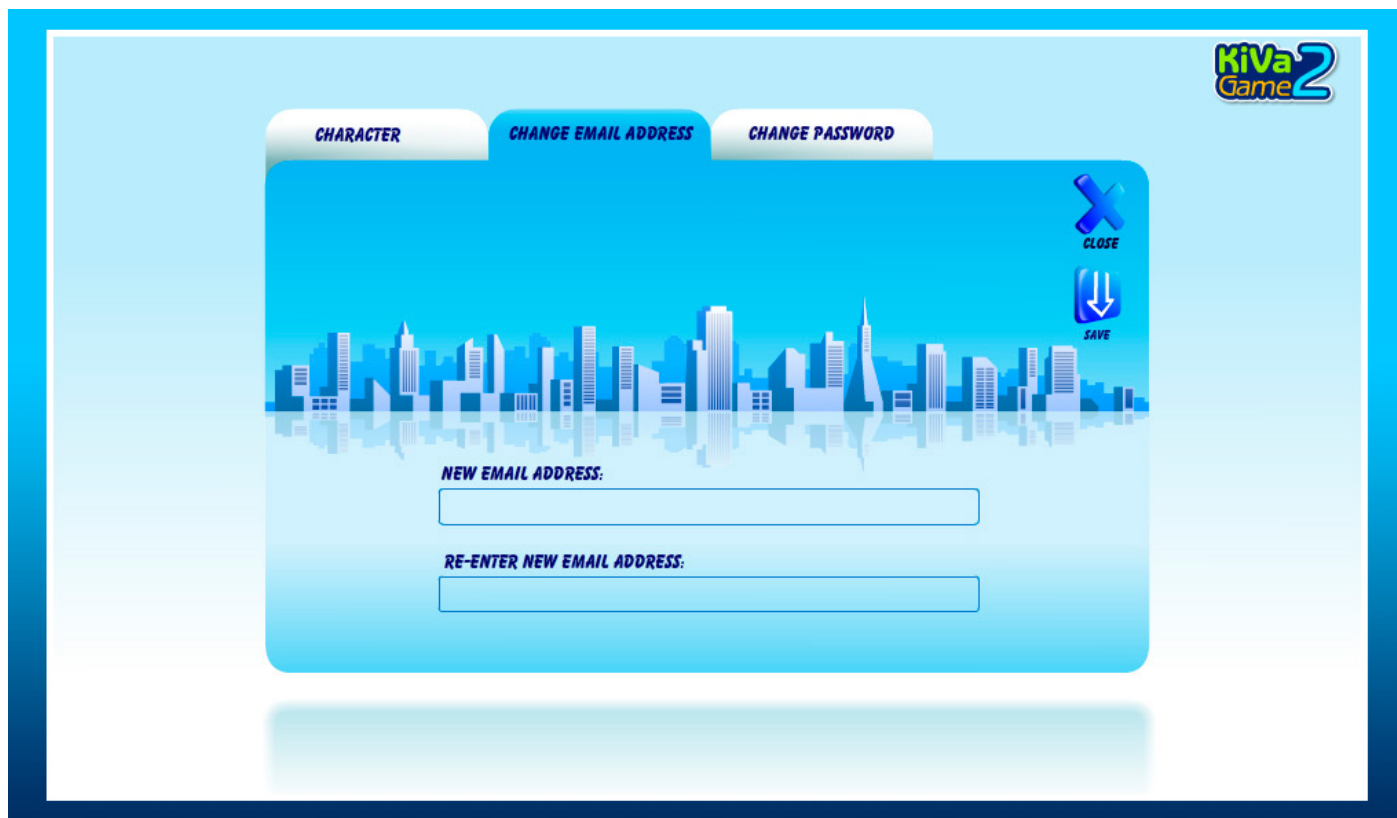 KiVa
Game 2
CHARACTER
CHANGE EMAIL ADDRESS
CHANGE PASSWORD
CLOSE
SAVE
NEW EMAIL ADDRESS:
RE-ENTER NEW EMAIL ADDRESS: